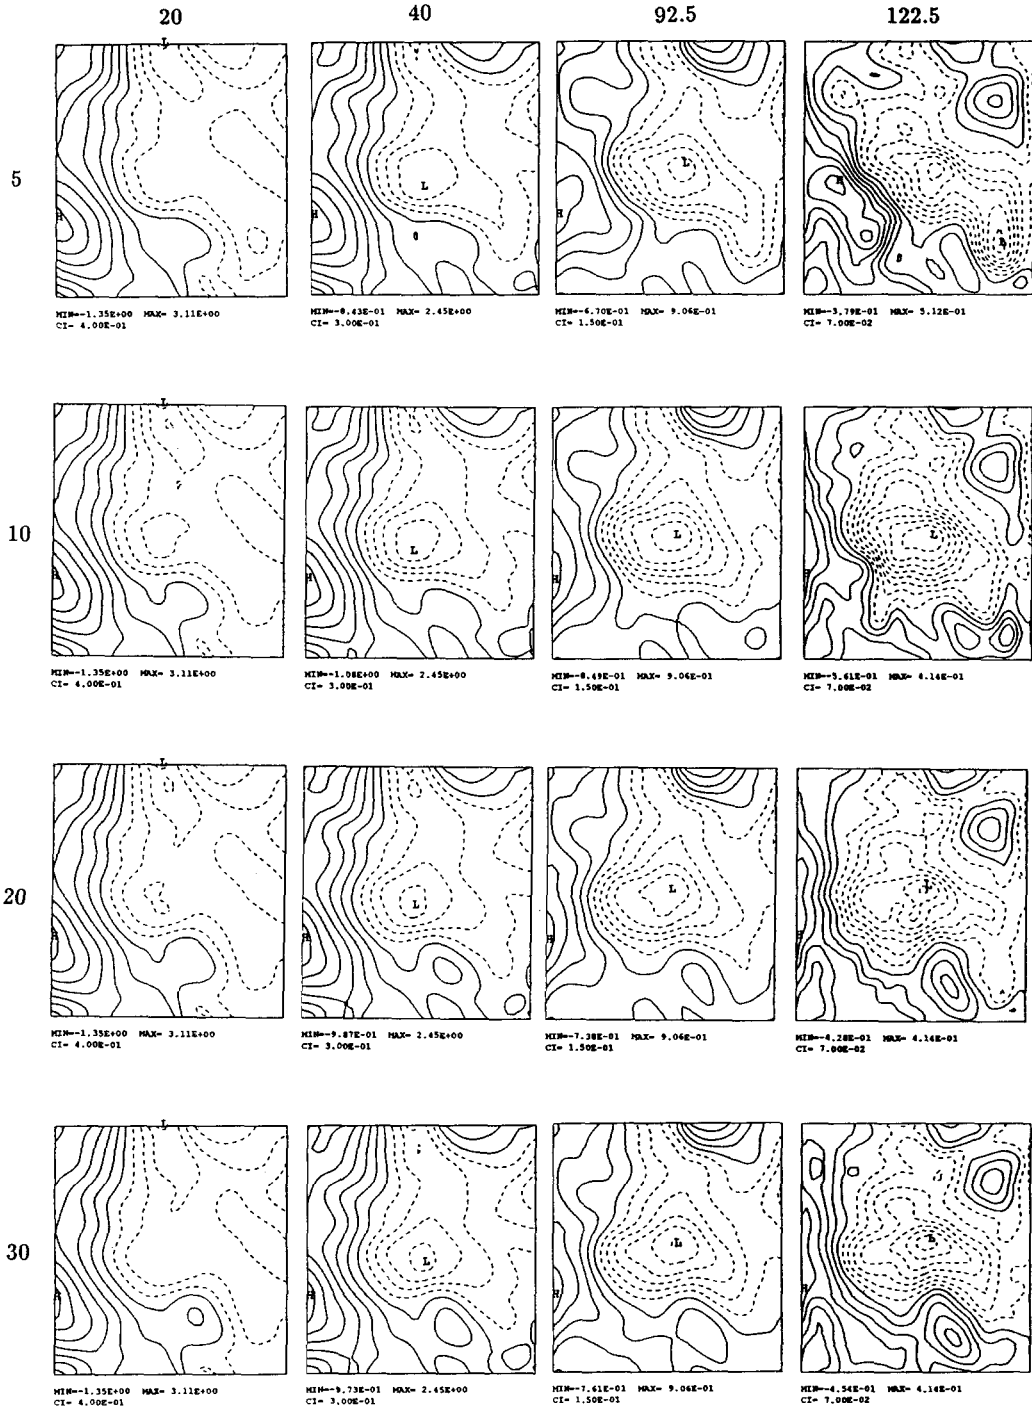 20 40 92.5 122.5
L
5
L
L
H
H
H
H
L
MIN=-1.35E+00 MAX= 3.11E+00
CI= 4.00E-01
MIN=-8.43E-01 MAX= 2.45E+00
CI= 3.00E-01
MIN=-6.70E-01 MAX= 9.06E-01
CI= 1.50E-01
MIN=-3.79E-01 MAX= 5.12E-01
CI= 7.00E-02
L
10
L
L
L
H
H
H
H
MIN=-1.35E+00 MAX= 3.11E+00
CI= 4.00E-01
MIN=-1.08E+00 MAX= 2.45E+00
CI= 3.00E-01
MIN=-8.49E-01 MAX= 9.06E-01
CI= 1.50E-01
MIN=-5.61E-01 MAX= 4.14E-01
CI= 7.00E-02
L
20
L
L
L
H
H
H
H
MIN=-1.35E+00 MAX= 3.11E+00
CI= 4.00E-01
MIN=-9.87E-01 MAX= 2.45E+00
CI= 3.00E-01
MIN=-7.38E-01 MAX= 9.06E-01
CI= 1.50E-01
MIN=-4.28E-01 MAX= 4.14E-01
CI= 7.00E-02
L
30
L
L
L
H
H
H
H
MIN=-1.35E+00 MAX= 3.11E+00
CI= 4.00E-01
MIN=-9.73E-01 MAX= 2.45E+00
CI= 3.00E-01
MIN=-7.61E-01 MAX= 9.06E-01
CI= 1.50E-01
MIN=-4.54E-01 MAX= 4.14E-01
CI= 7.00E-02